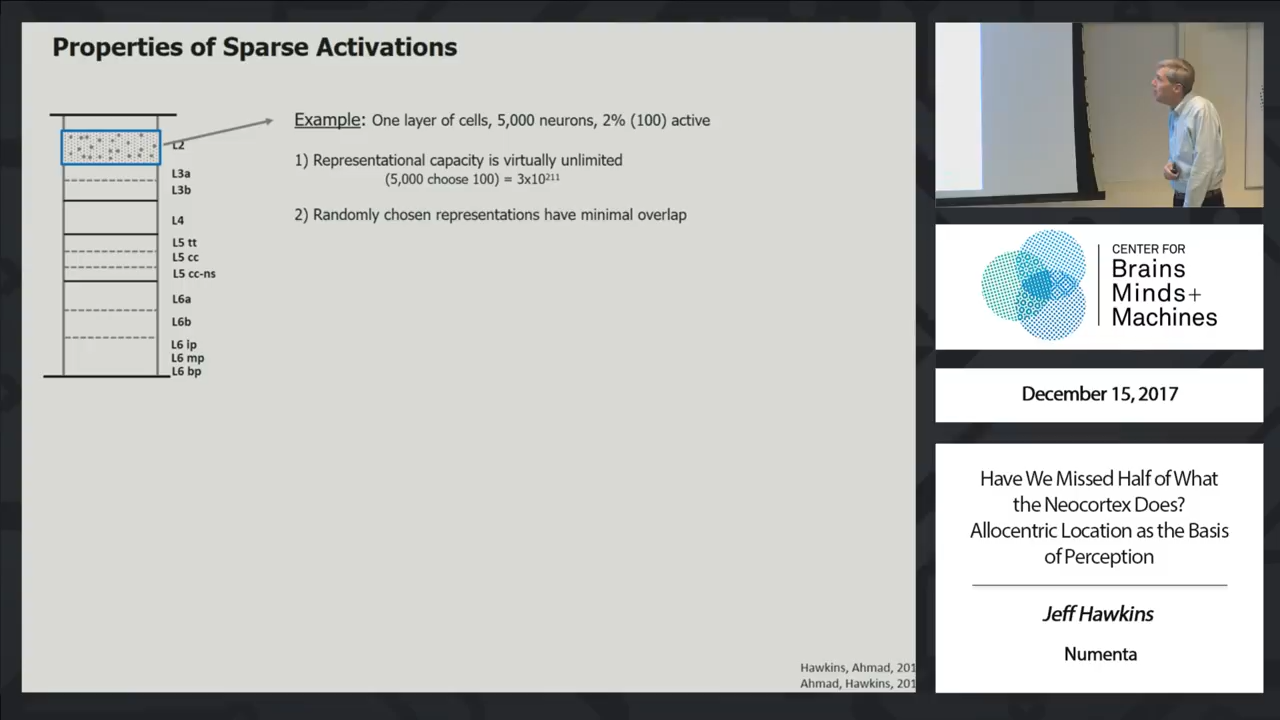 Properties of Sparse Activations
L2
L3a
L3b
L4
L5 tt
L5 cc
L5 cc-ns
L6a
L6b
L6 ip
L6 mp
L6 bp
Example: One layer of cells, 5,000 neurons, 2% (100) active
1) Representational capacity is virtually unlimited
(5,000 choose 100) = 3x10²¹¹
2) Randomly chosen representations have minimal overlap
Hawkins, Ahmad, 201
Ahmad, Hawkins, 201
CENTER FOR
Brains
Minds+
Machines
December 15, 2017
Have We Missed Half of What
the Neocortex Does?
Allocentric Location as the Basis
of Perception
Jeff Hawkins
Numenta